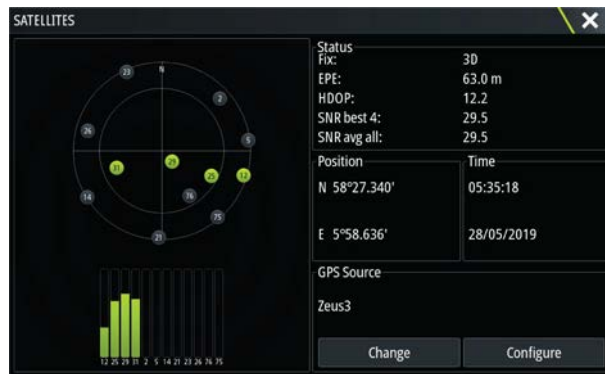 SATELLITES
Status
Fix: 3D
EPE: 63.0 m
HDOP: 12.2
SNR best 4: 29.5
SNR avg all: 29.5
Position
N 58°27.340'
E 5°58.636'
Time
05:35:18
28/05/2019
GPS Source
Zeus3
Change
Configure
N
23
2
26
5
29
31
25
12
14
76
75
21
12 25 29 31 2 5 14 21 23 26 76 75